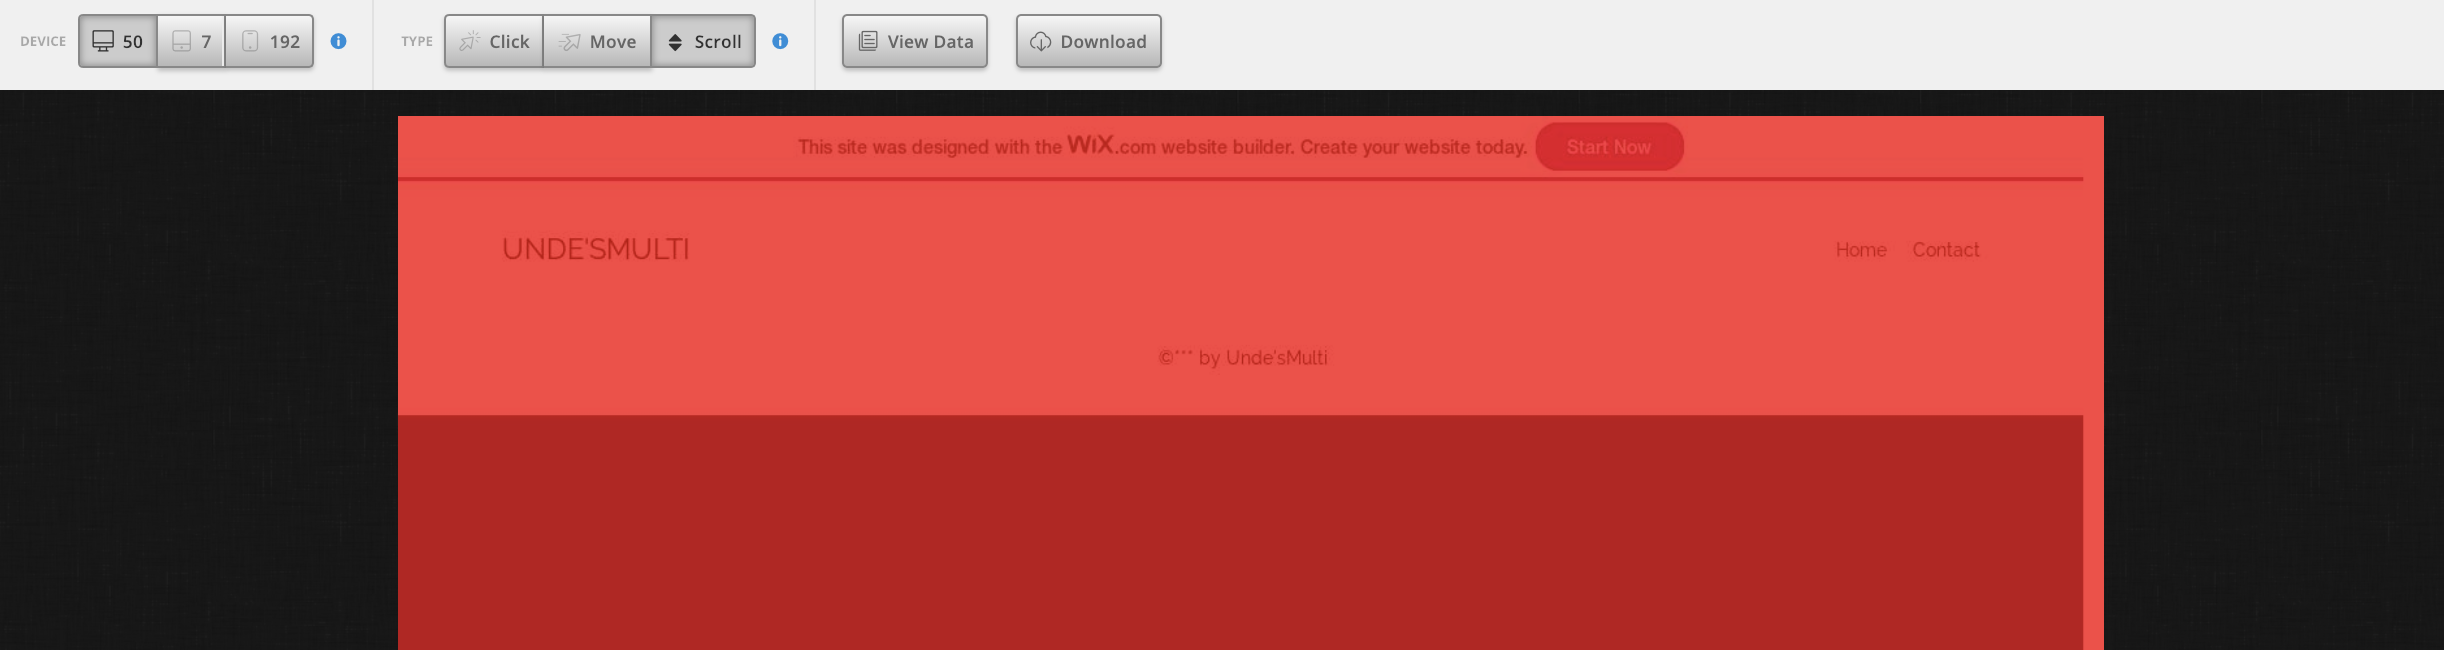 DEVICE 50 7 192 TYPE Click Move Scroll View Data Download
This site was designed with the WiX.com website builder. Create your website today. Start Now
UNDE'SMULTI Home Contact
©*** by Unde'sMulti